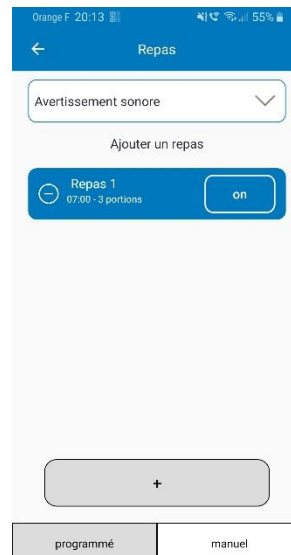 Orange F 20:13 55%
Repas
Avertissement sonore
Ajouter un repas
Repas 1
07:00 - 3 portions
on
+
programmé manuel